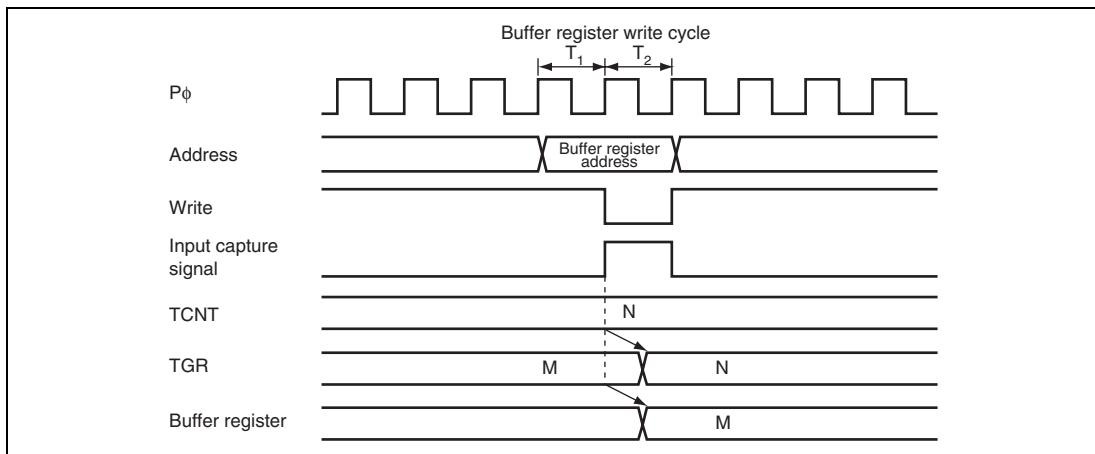 Buffer register write cycle
T1 T2
Pϕ
Address
Buffer register
address
Write
Input capture
signal
TCNT
N
TGR
M N
Buffer register
M